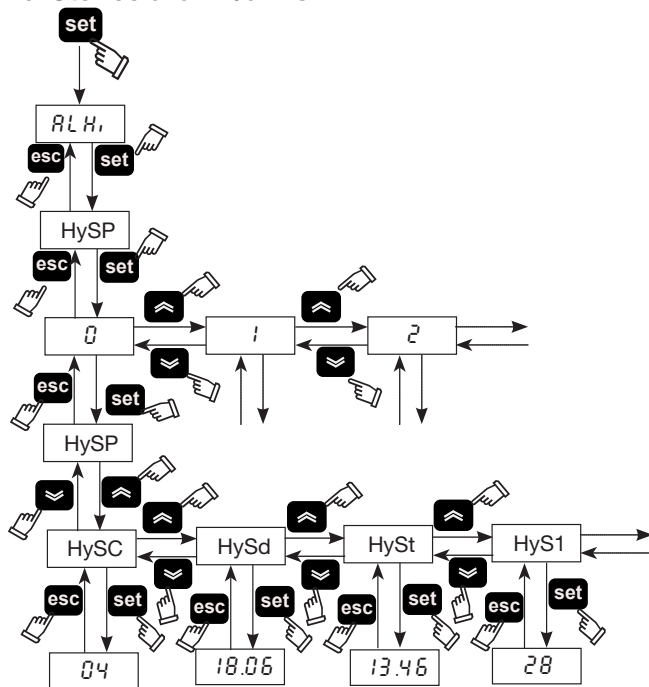 set
ALHi
esc set
HySP
esc set
0 1 2
esc set
HySP
HySC HySd HySt HyS1
esc set esc set esc set esc set
04 18.06 13.46 28